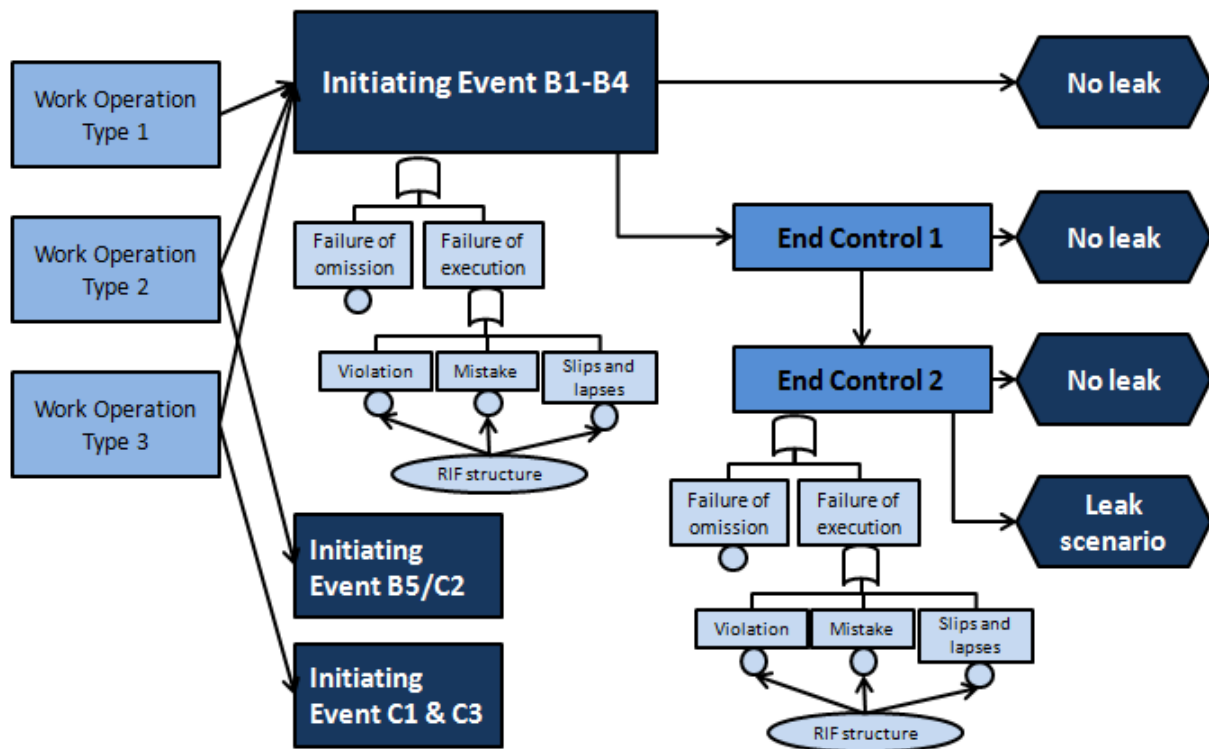 Work Operation
Type 1
Work Operation
Type 2
Work Operation
Type 3
Initiating Event B1-B4
Failure of
omission
Failure of
execution
Violation
Mistake
Slips and
lapses
RIF structure
Initiating
Event B5/C2
Initiating
Event C1 & C3
No leak
End Control 1
No leak
End Control 2
No leak
Leak
scenario
Failure of
omission
Failure of
execution
Violation
Mistake
Slips and
lapses
RIF structure